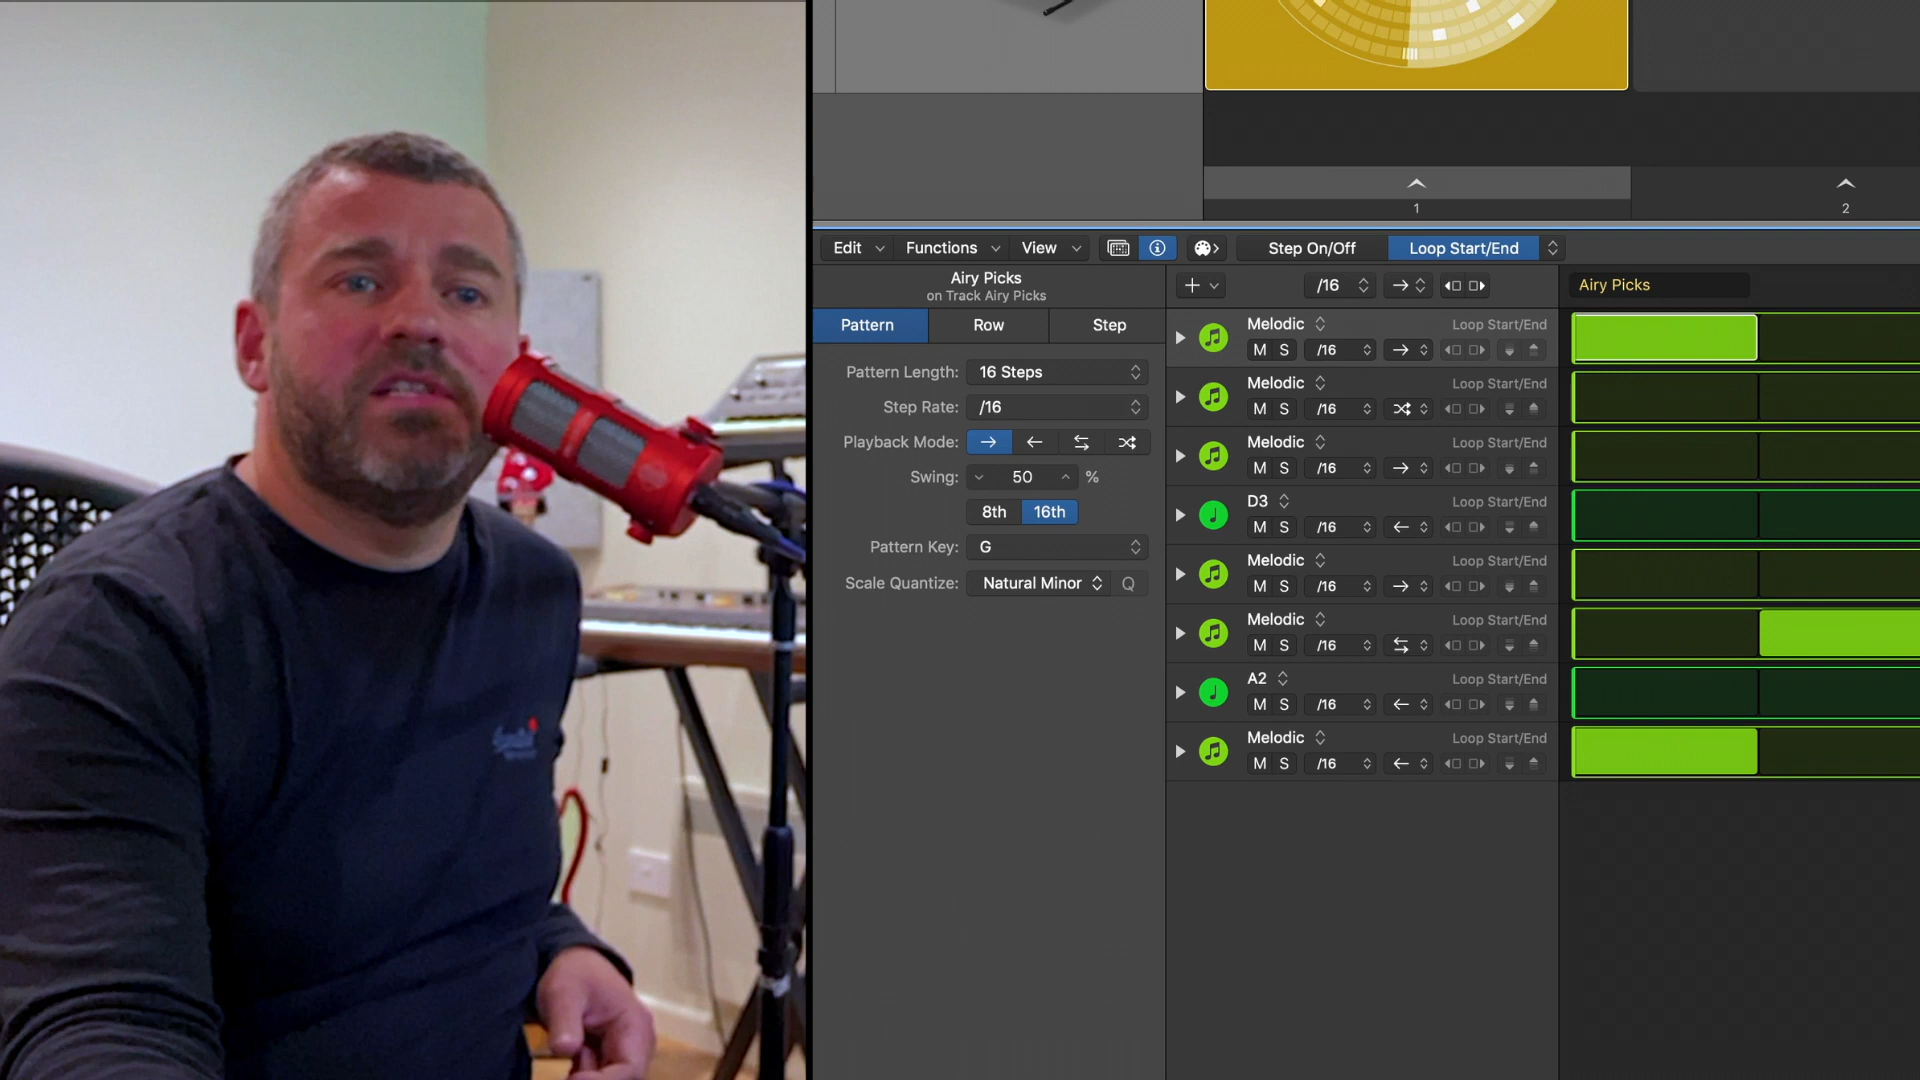 1
2
Edit Functions View Step On/Off Loop Start/End
Airy Picks
on Track Airy Picks
/16
Airy Picks
Pattern Row Step
Pattern Length: 16 Steps
Step Rate: /16
Playback Mode:
Swing: 50 %
8th 16th
Pattern Key: G
Scale Quantize: Natural Minor Q
Melodic Loop Start/End
M S /16
Melodic Loop Start/End
M S /16
Melodic Loop Start/End
M S /16
D3 Loop Start/End
M S /16
Melodic Loop Start/End
M S /16
Melodic Loop Start/End
M S /16
A2 Loop Start/End
M S /16
Melodic Loop Start/End
M S /16